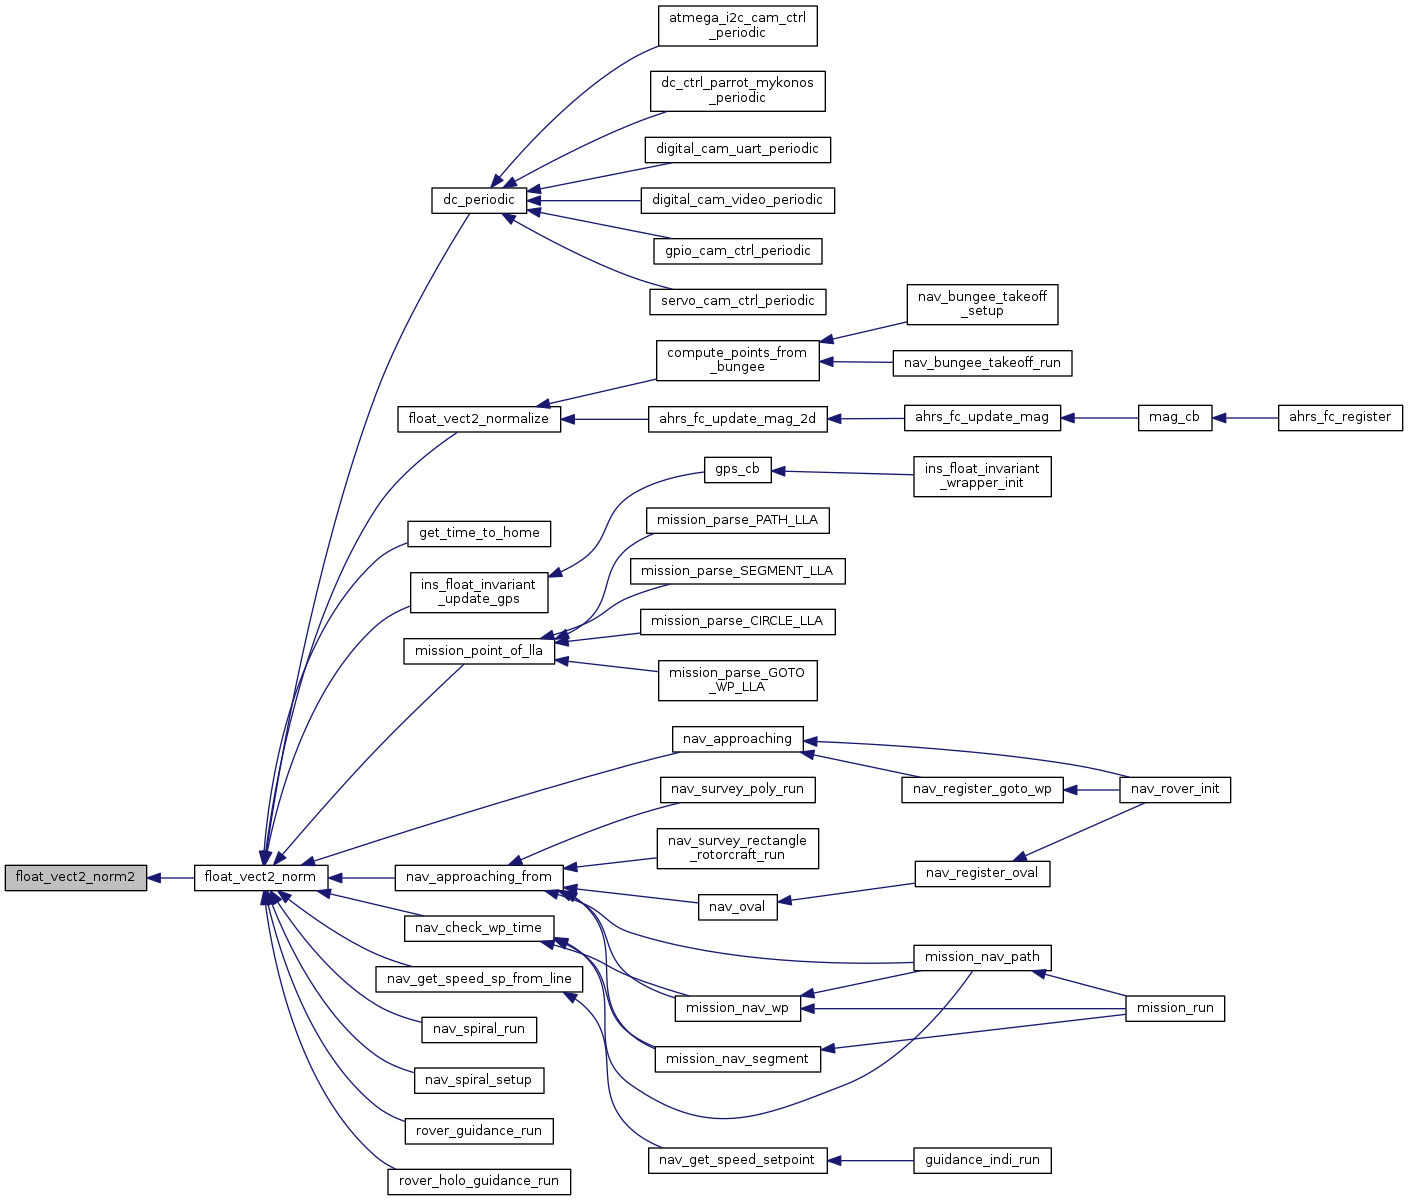 atmega_i2c_cam_ctrl
_periodic
dc_ctrl_parrot_mykonos
_periodic
digital_cam_uart_periodic
dc_periodic
digital_cam_video_periodic
gpio_cam_ctrl_periodic
servo_cam_ctrl_periodic
nav_bungee_takeoff
_setup
compute_points_from
_bungee
nav_bungee_takeoff_run
float_vect2_normalize
ahrs_fc_update_mag_2d
ahrs_fc_update_mag
mag_cb
ahrs_fc_register
gps_cb
ins_float_invariant
_wrapper_init
mission_parse_PATH_LLA
get_time_to_home
mission_parse_SEGMENT_LLA
ins_float_invariant
_update_gps
mission_parse_CIRCLE_LLA
mission_point_of_lla
mission_parse_GOTO
_WP_LLA
nav_approaching
nav_survey_poly_run
nav_register_goto_wp
nav_rover_init
nav_survey_rectangle
_rotorcraft_run
float_vect2_norm2
float_vect2_norm
nav_approaching_from
nav_register_oval
nav_oval
nav_check_wp_time
mission_nav_path
nav_get_speed_sp_from_line
mission_nav_wp
mission_run
nav_spiral_run
mission_nav_segment
nav_spiral_setup
rover_guidance_run
nav_get_speed_setpoint
guidance_indi_run
rover_holo_guidance_run